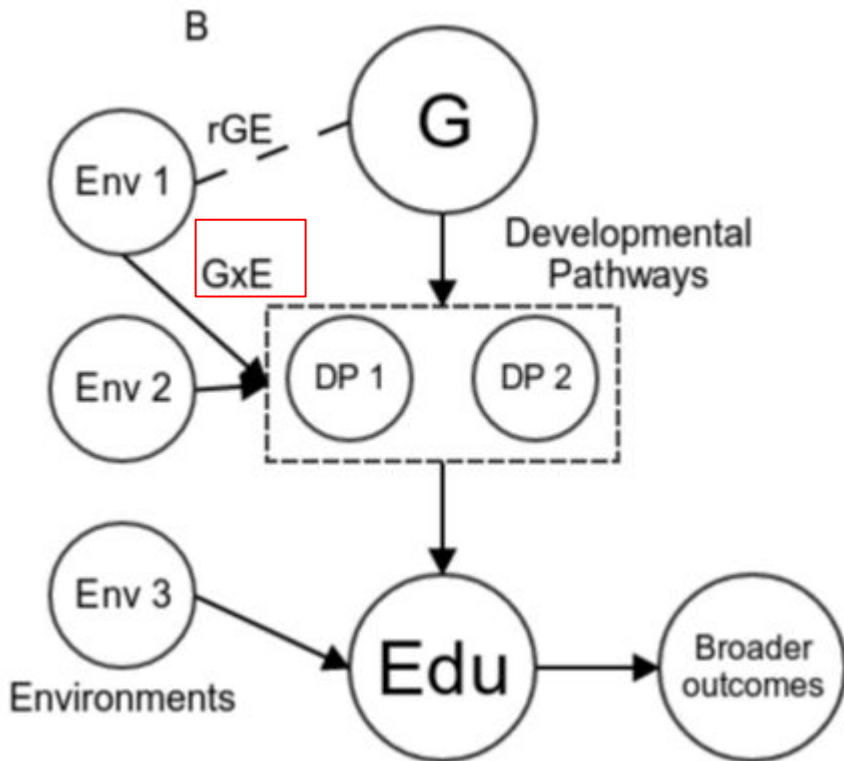 B
G
rGE
Env 1
GxE
Developmental
Pathways
Env 2
DP 1
DP 2
Env 3
Environments
Edu
Broader
outcomes